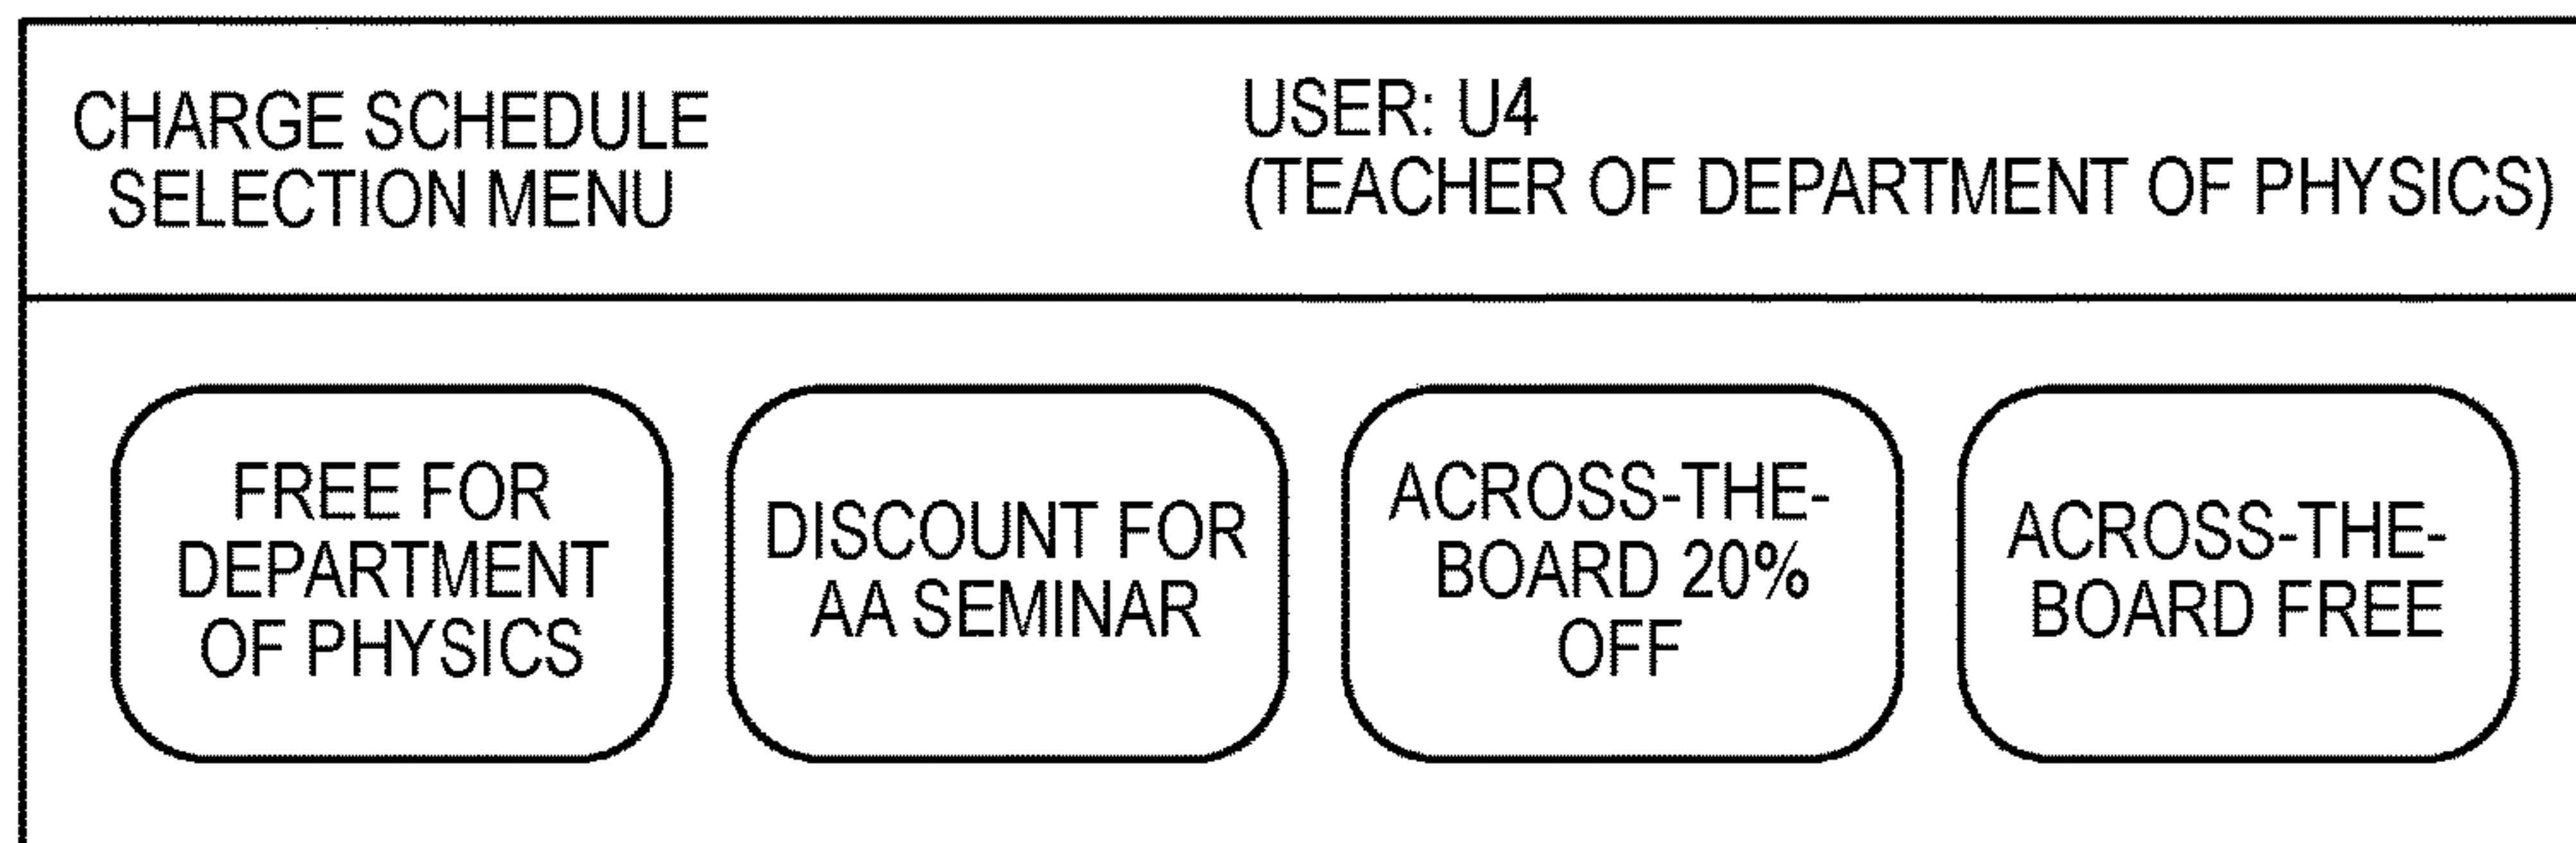 CHARGE SCHEDULE
SELECTION MENU
USER: U4
(TEACHER OF DEPARTMENT OF PHYSICS)
FREE FOR
DEPARTMENT
OF PHYSICS
DISCOUNT FOR
AA SEMINAR
ACROSS-THE-
BOARD 20%
OFF
ACROSS-THE-
BOARD FREE